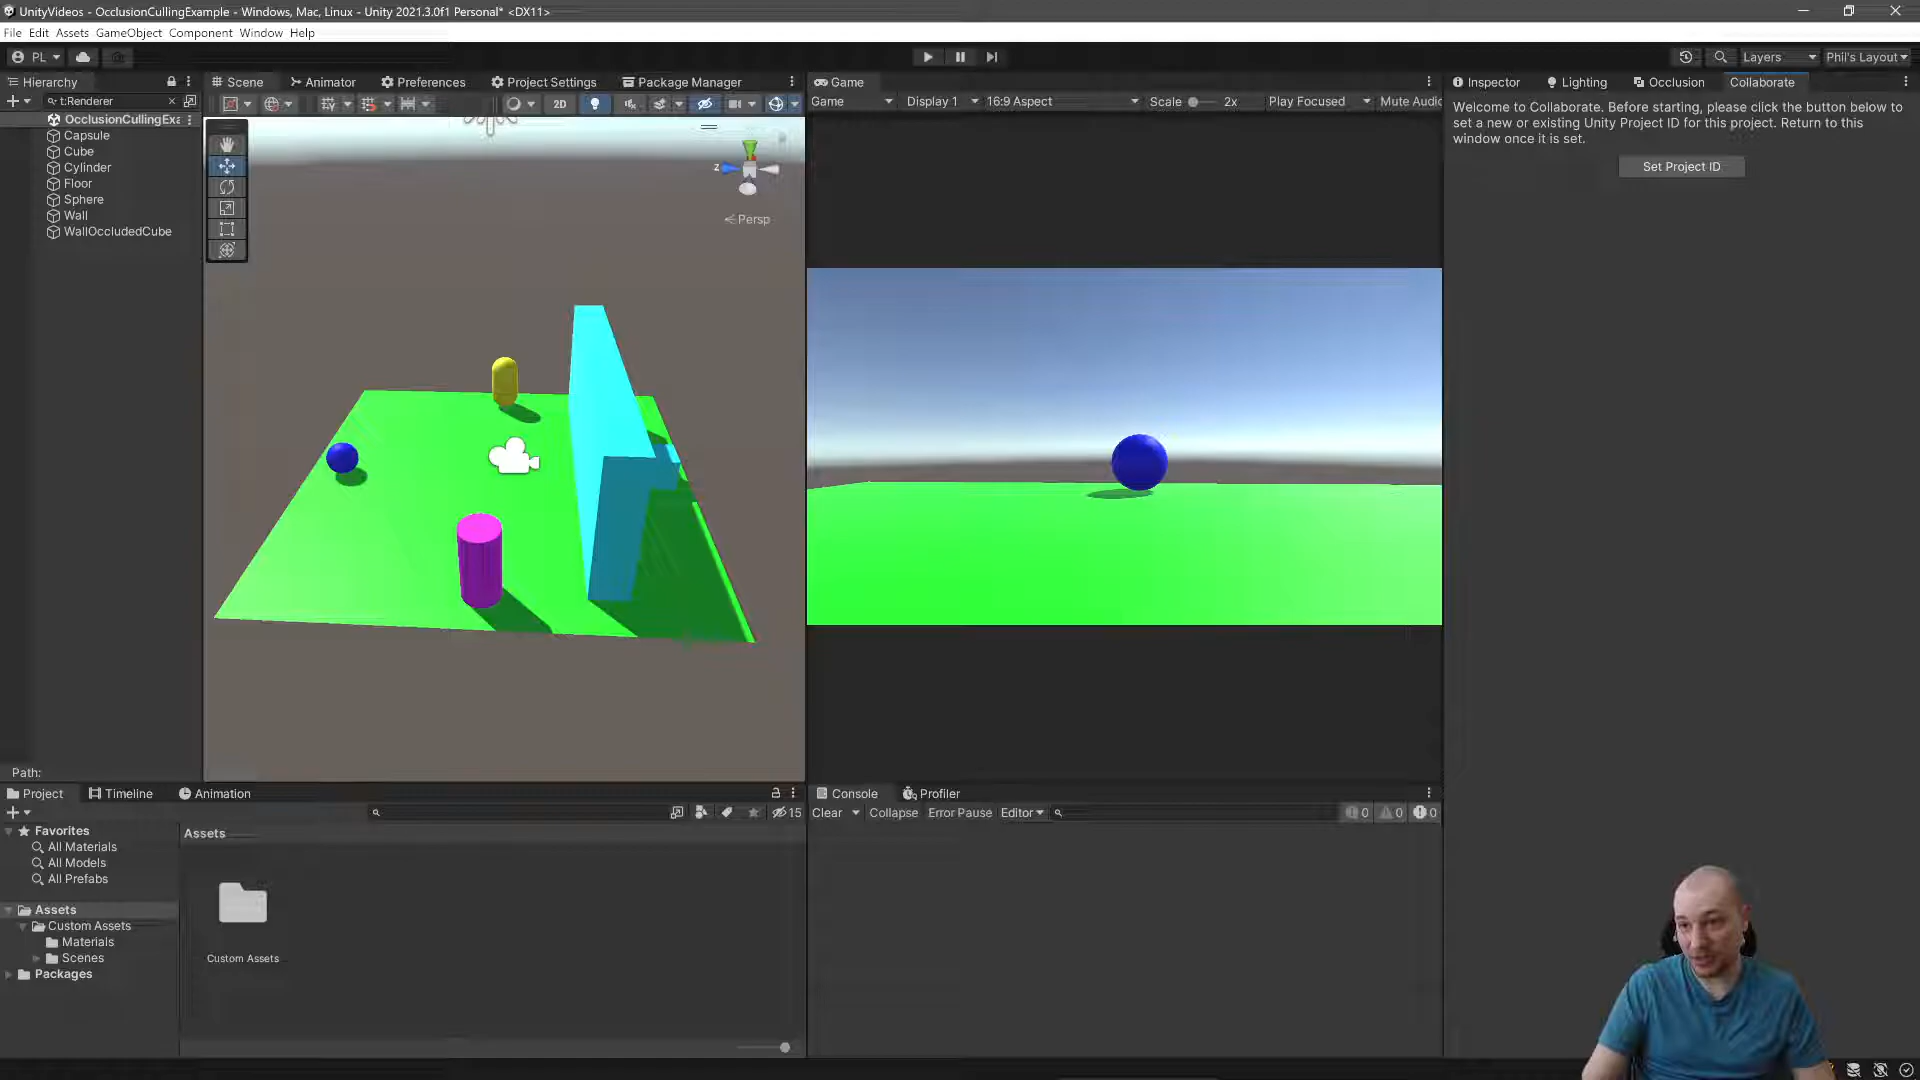 UnityVideos - OcclusionCullingExample - Windows, Mac, Linux - Unity 2021.3.0f1 Personal* <DX11>
File Edit Assets GameObject Component Window Help
PL
Layers
Phil's Layout
Hierarchy
t:Renderer
OcclusionCullingExa
Capsule
Cube
Cylinder
Floor
Sphere
Wall
WallOccludedCube
Path:
Scene
Animator
Preferences
Project Settings
Package Manager
2D
z
Persp
Game
Game
Display 1
16:9 Aspect
Scale
2x
Play Focused
Mute Audio
Inspector
Lighting
Occlusion
Collaborate
Welcome to Collaborate. Before starting, please click the button below to
set a new or existing Unity Project ID for this project. Return to this
window once it is set.
Set Project ID
Project
Timeline
Animation
15
Favorites
All Materials
All Models
All Prefabs
Assets
Custom Assets
Materials
Scenes
Packages
Assets
Custom Assets
Console
Profiler
Clear
Collapse
Error Pause
Editor
0
0
0